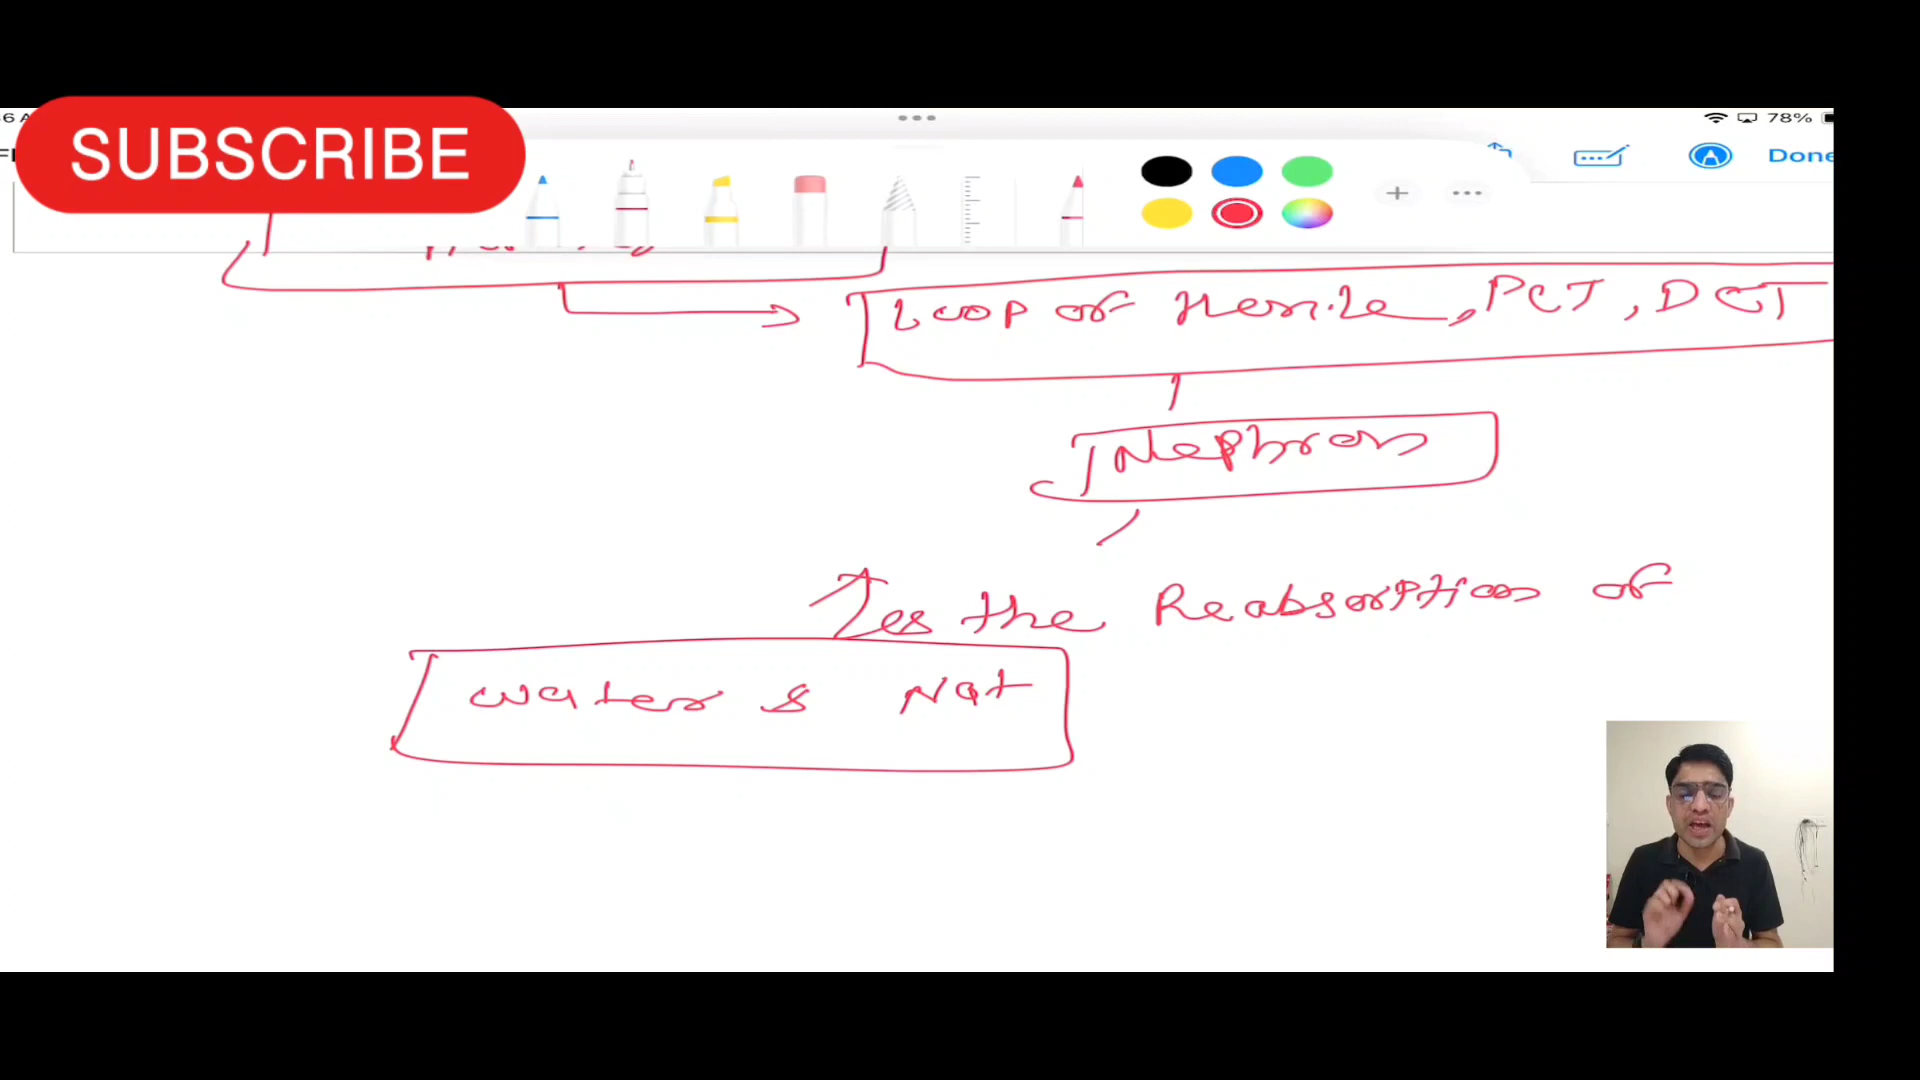 SUBSCRIBE
78%
Done
Loop of Henle, PCT, DCT
Nephron
↑es the Reabsorption of
water & Na+